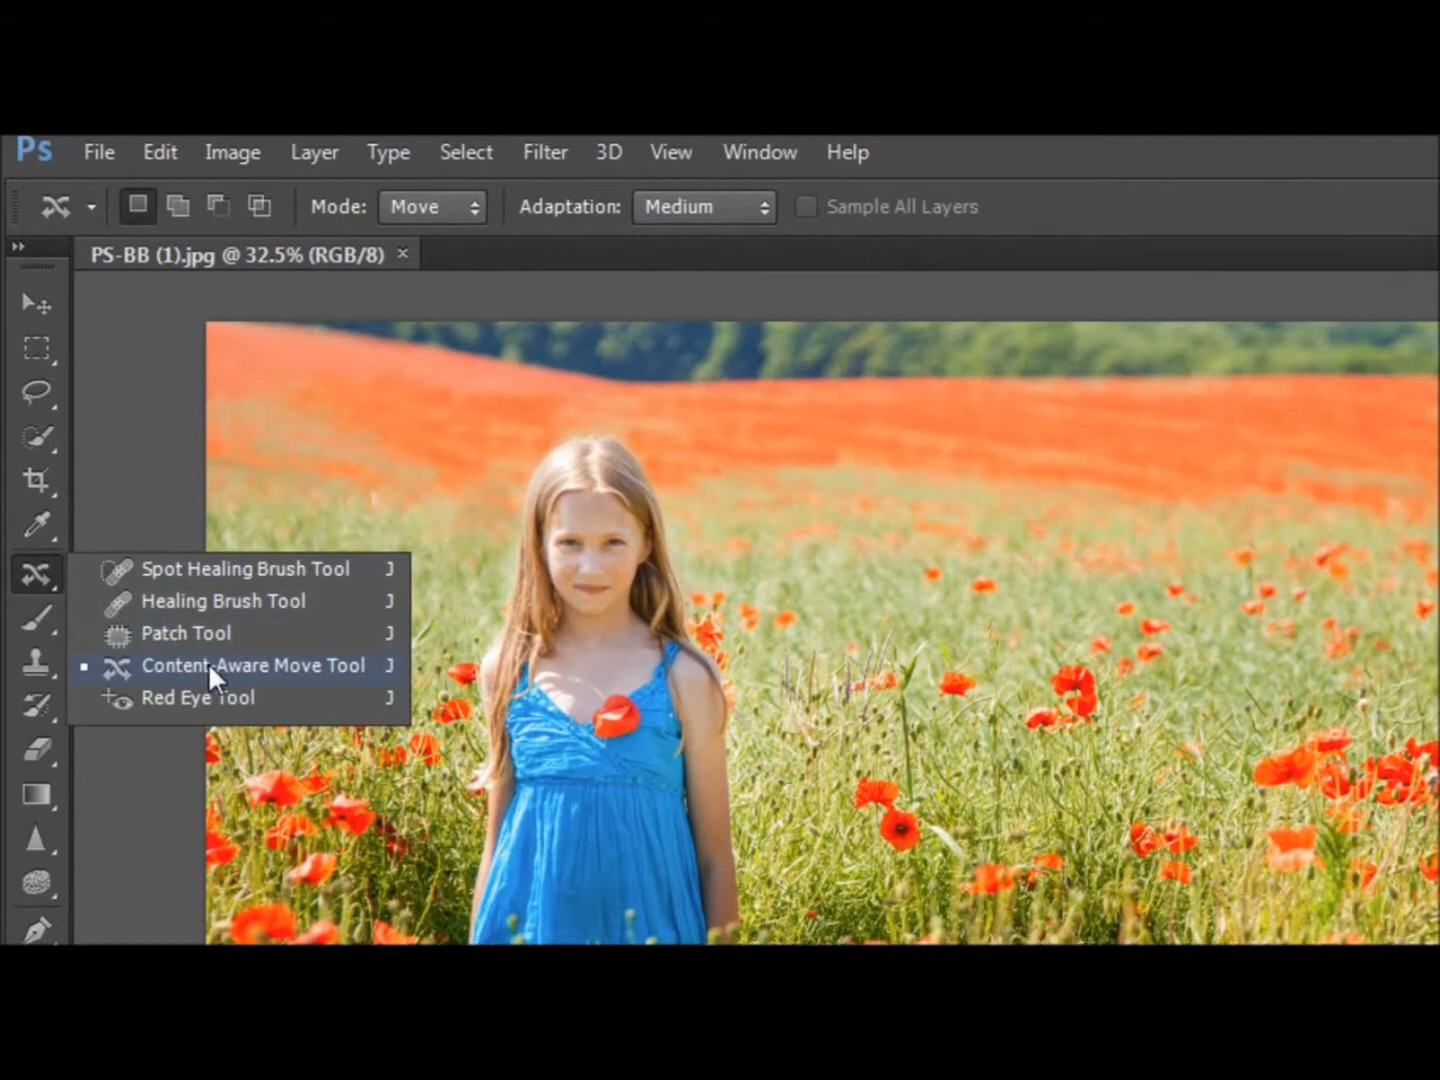 Ps File Edit Image Layer Type Select Filter 3D View Window Help
Mode: Move Adaptation: Medium Sample All Layers
PS-BB (1).jpg @ 32.5% (RGB/8) ×
Spot Healing Brush Tool J
Healing Brush Tool J
Patch Tool J
Content-Aware Move Tool J
Red Eye Tool J